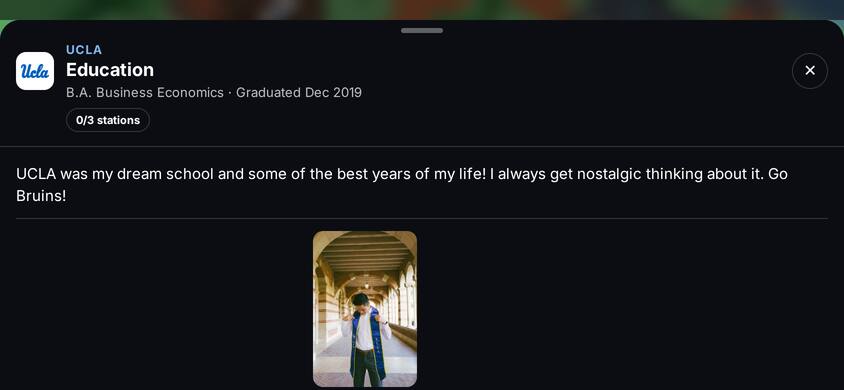 UCLA
Ucla
Education
B.A. Business Economics · Graduated Dec 2019
0/3 stations
UCLA was my dream school and some of the best years of my life! I always get nostalgic thinking about it. Go
Bruins!